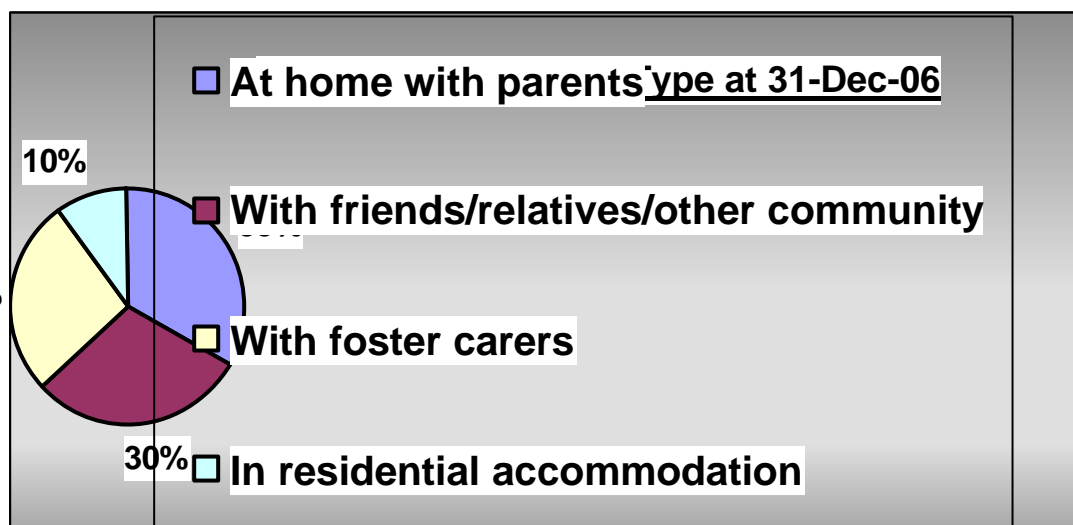 At home with parents ype at 31-Dec-06
10%
With friends/relatives/other community
With foster carers
30%
In residential accommodation